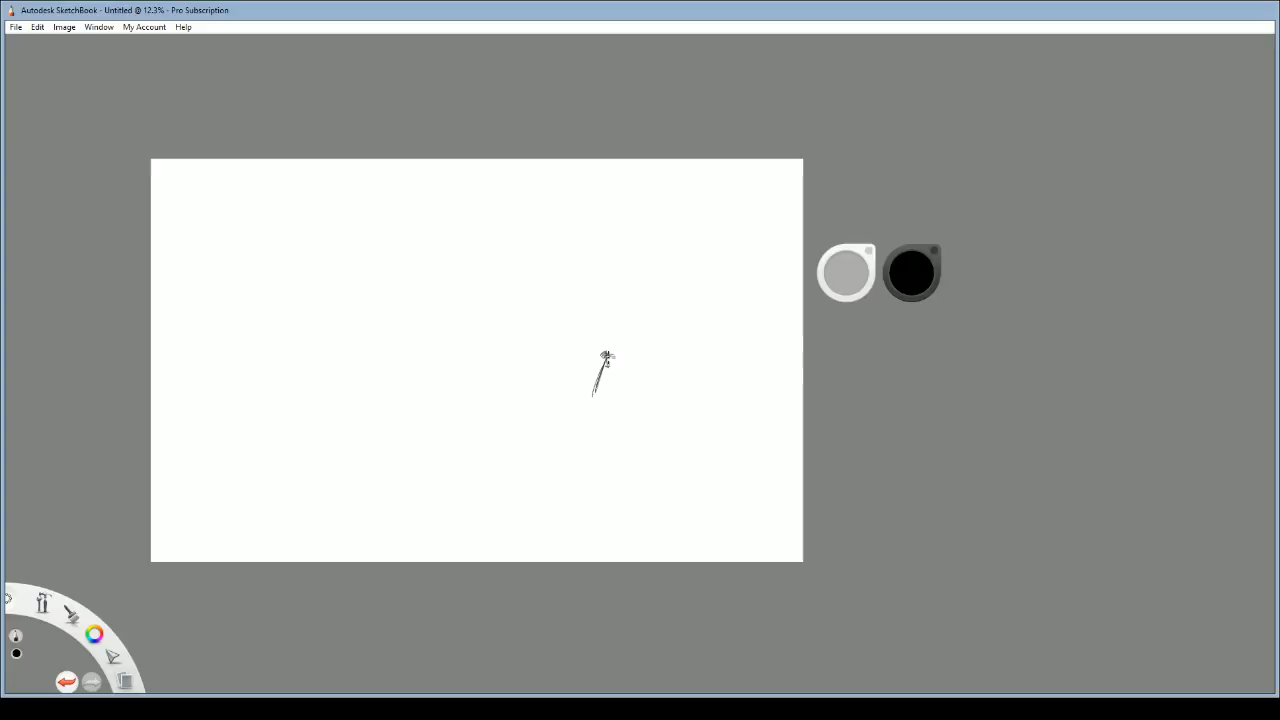 Autodesk SketchBook - Untitled @ 12.3% - Pro Subscription
File Edit Image Window My Account Help